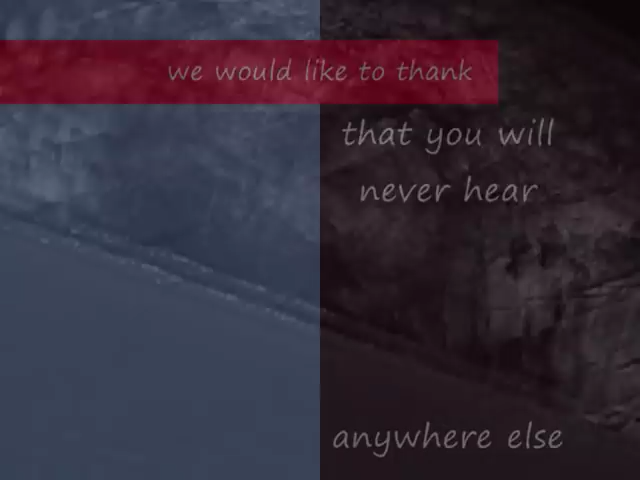 we would like to thank
that you will
never hear
anywhere else